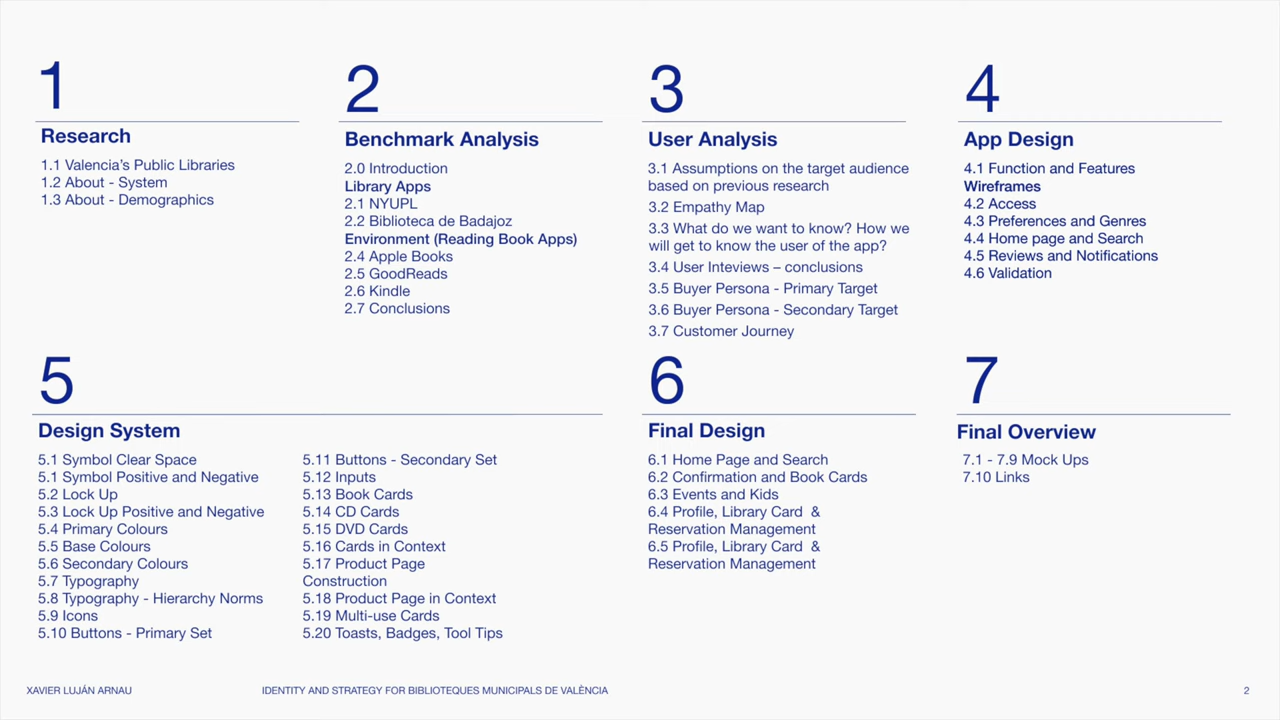 1
Research
1.1 Valencia’s Public Libraries
1.2 About - System
1.3 About - Demographics
2
Benchmark Analysis
2.0 Introduction
Library Apps
2.1 NYUPL
2.2 Biblioteca de Badajoz
Environment (Reading Book Apps)
2.4 Apple Books
2.5 GoodReads
2.6 Kindle
2.7 Conclusions
3
User Analysis
3.1 Assumptions on the target audience
based on previous research
3.2 Empathy Map
3.3 What do we want to know? How we
will get to know the user of the app?
3.4 User Inteviews – conclusions
3.5 Buyer Persona - Primary Target
3.6 Buyer Persona - Secondary Target
3.7 Customer Journey
4
App Design
4.1 Function and Features
Wireframes
4.2 Access
4.3 Preferences and Genres
4.4 Home page and Search
4.5 Reviews and Notifications
4.6 Validation
5
Design System
5.1 Symbol Clear Space
5.1 Symbol Positive and Negative
5.2 Lock Up
5.3 Lock Up Positive and Negative
5.4 Primary Colours
5.5 Base Colours
5.6 Secondary Colours
5.7 Typography
5.8 Typography - Hierarchy Norms
5.9 Icons
5.10 Buttons - Primary Set
5.11 Buttons - Secondary Set
5.12 Inputs
5.13 Book Cards
5.14 CD Cards
5.15 DVD Cards
5.16 Cards in Context
5.17 Product Page
Construction
5.18 Product Page in Context
5.19 Multi-use Cards
5.20 Toasts, Badges, Tool Tips
6
Final Design
6.1 Home Page and Search
6.2 Confirmation and Book Cards
6.3 Events and Kids
6.4 Profile, Library Card &
Reservation Management
6.5 Profile, Library Card &
Reservation Management
7
Final Overview
7.1 - 7.9 Mock Ups
7.10 Links
XAVIER LUJÁN ARNAU
IDENTITY AND STRATEGY FOR BIBLIOTEQUES MUNICIPALS DE VALÈNCIA
2